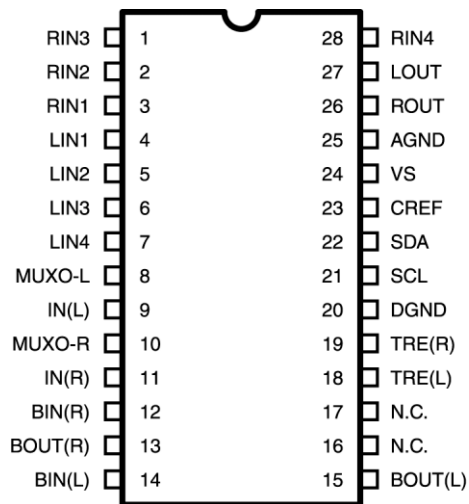 RIN3 1 28 RIN4
RIN2 2 27 LOUT
RIN1 3 26 ROUT
LIN1 4 25 AGND
LIN2 5 24 VS
LIN3 6 23 CREF
LIN4 7 22 SDA
MUXO-L 8 21 SCL
IN(L) 9 20 DGND
MUXO-R 10 19 TRE(R)
IN(R) 11 18 TRE(L)
BIN(R) 12 17 N.C.
BOUT(R) 13 16 N.C.
BIN(L) 14 15 BOUT(L)